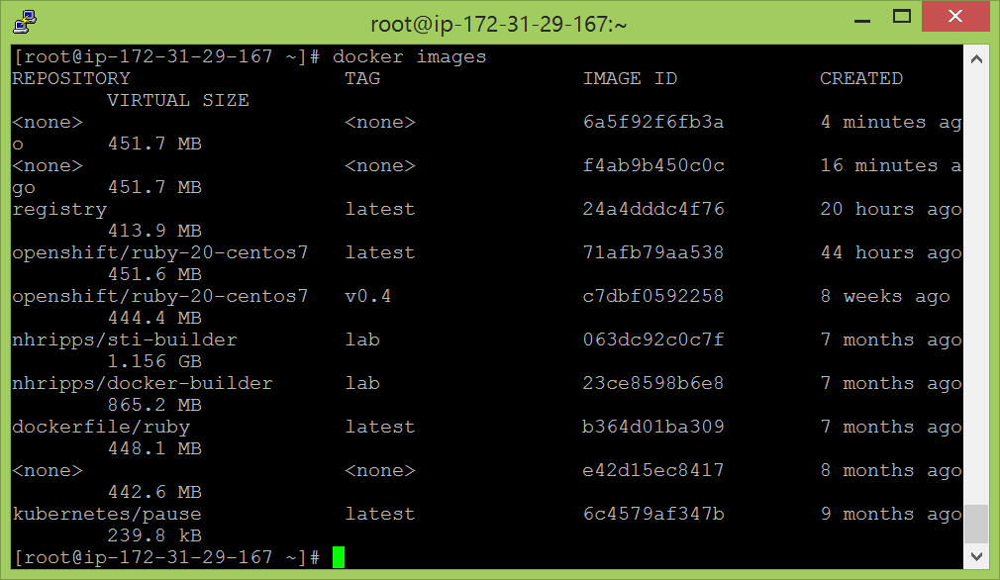 root@ip-172-31-29-167:~
[root@ip-172-31-29-167 ~]# docker images
REPOSITORY TAG IMAGE ID CREATED
VIRTUAL SIZE
<none> <none> 6a5f92f6fb3a 4 minutes ag
o 451.7 MB
<none> <none> f4ab9b450c0c 16 minutes a
go 451.7 MB
registry latest 24a4dddc4f76 20 hours ago
413.9 MB
openshift/ruby-20-centos7 latest 71afb79aa538 44 hours ago
451.6 MB
openshift/ruby-20-centos7 v0.4 c7dbf0592258 8 weeks ago
444.4 MB
nhripps/sti-builder lab 063dc92c0c7f 7 months ago
1.156 GB
nhripps/docker-builder lab 23ce8598b6e8 7 months ago
865.2 MB
dockerfile/ruby latest b364d01ba309 7 months ago
448.1 MB
<none> <none> e42d15ec8417 8 months ago
442.6 MB
kubernetes/pause latest 6c4579af347b 9 months ago
239.8 kB
[root@ip-172-31-29-167 ~]#